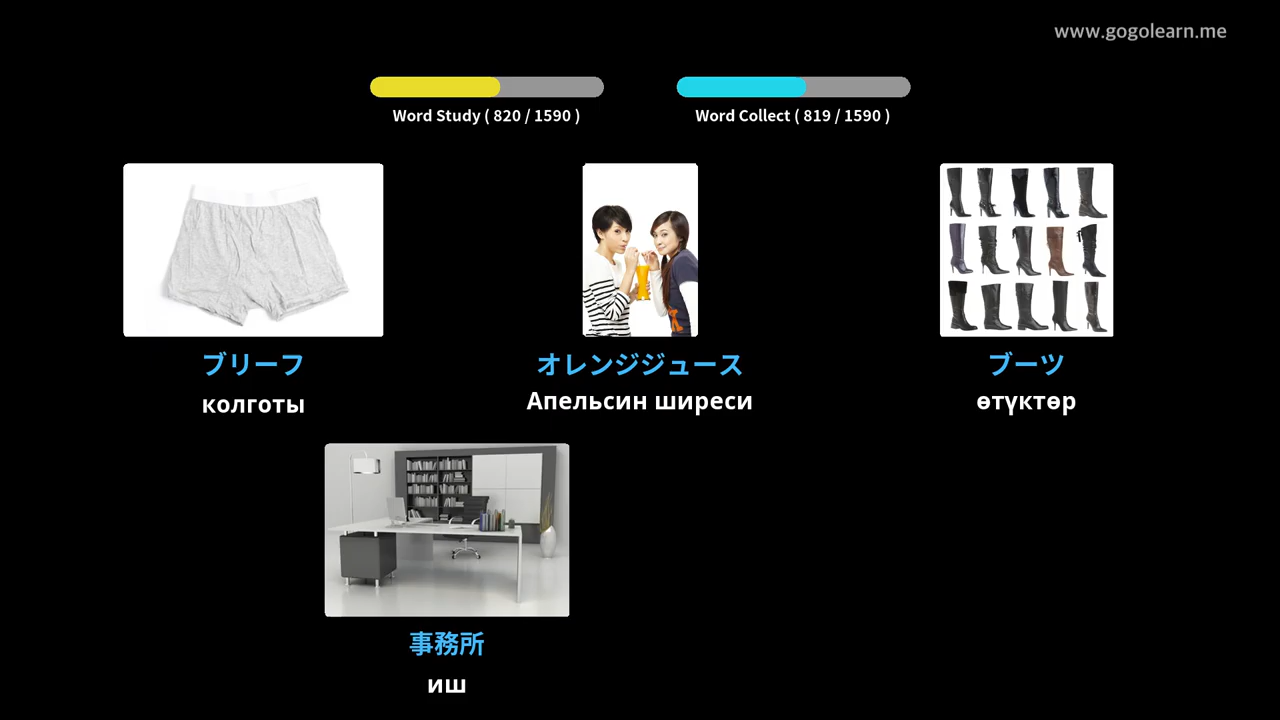 www.gogolearn.me
Word Study ( 820 / 1590 )
Word Collect ( 819 / 1590 )
ブリーフ
オレンジジュース
ブーツ
колготы
Апельсин ширеси
өтүктөр
事務所
иш